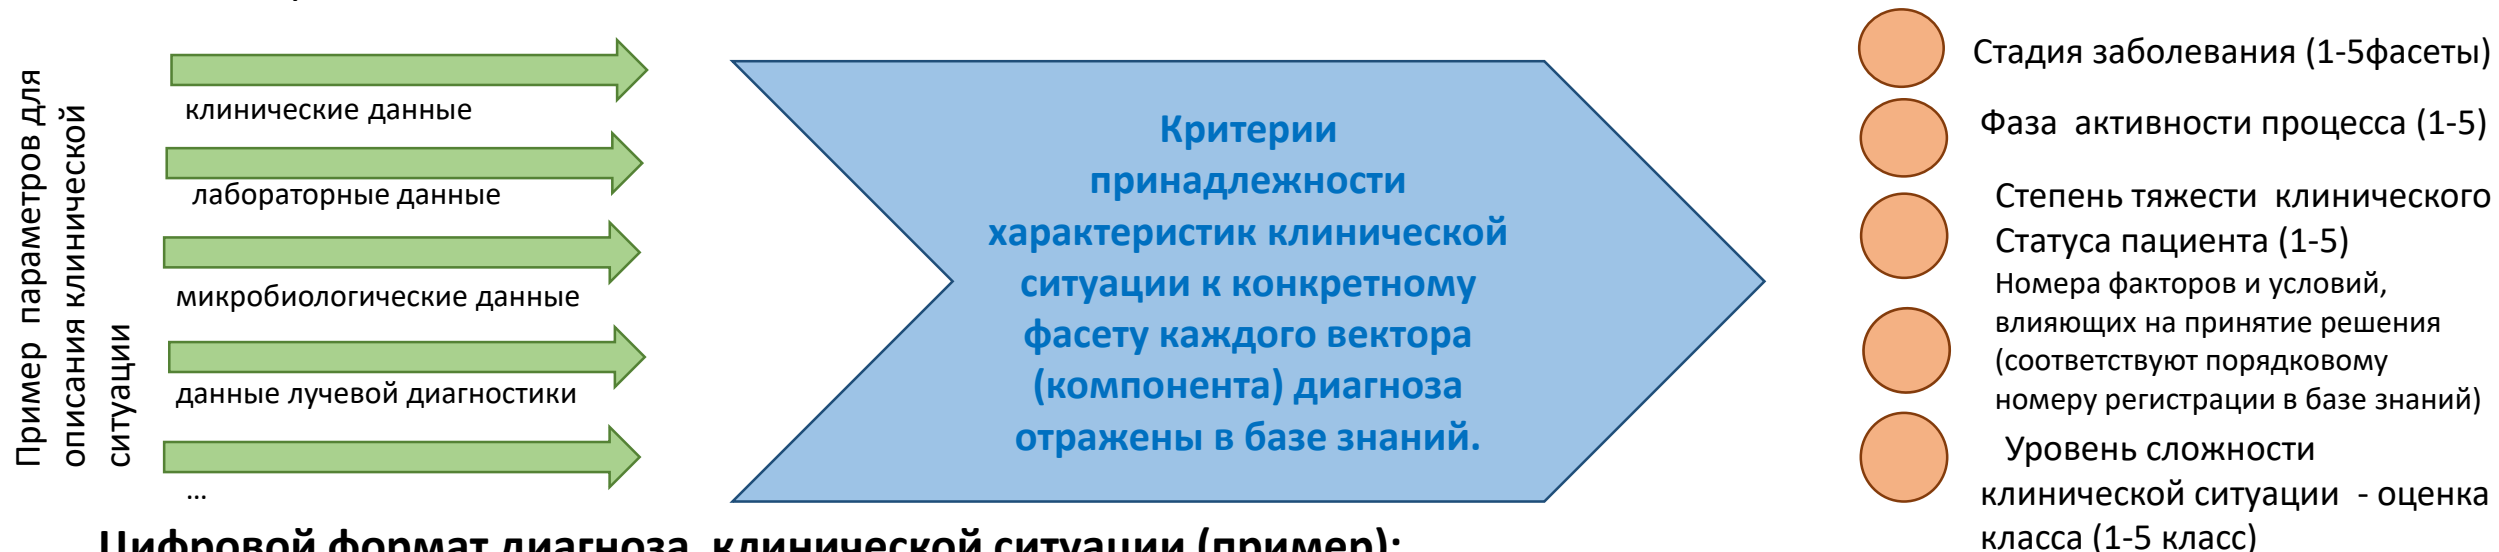 Пример параметров для
описания клинической
ситуации
клинические данные
лабораторные данные
микробиологические данные
данные лучевой диагностики
...
Критерии
принадлежности
характеристик клинической
ситуации к конкретному
фасету каждого вектора
(компонента) диагноза
отражены в базе знаний.
Стадия заболевания (1-5фасеты)
Фаза активности процесса (1-5)
Степень тяжести клинического
Статуса пациента (1-5)
Номера факторов и условий,
влияющих на принятие решения
(соответствуют порядковому
номеру регистрации в базе знаний)
Уровень сложности
клинической ситуации - оценка
класса (1-5 класс)
Цифровой формат диагноза клинической ситуации (пример):